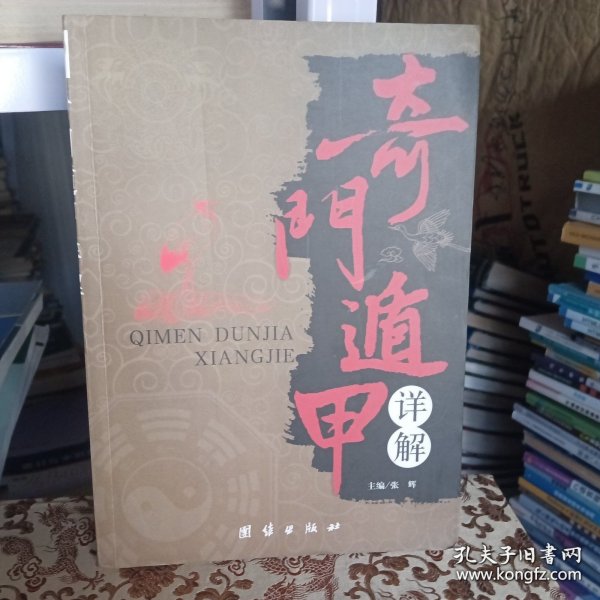 奇門遁甲
详解
QIMEN DUNJIA
XIANGJIE
主编/张 辉
团结出版社
孔夫子旧书网
www.kongfz.com